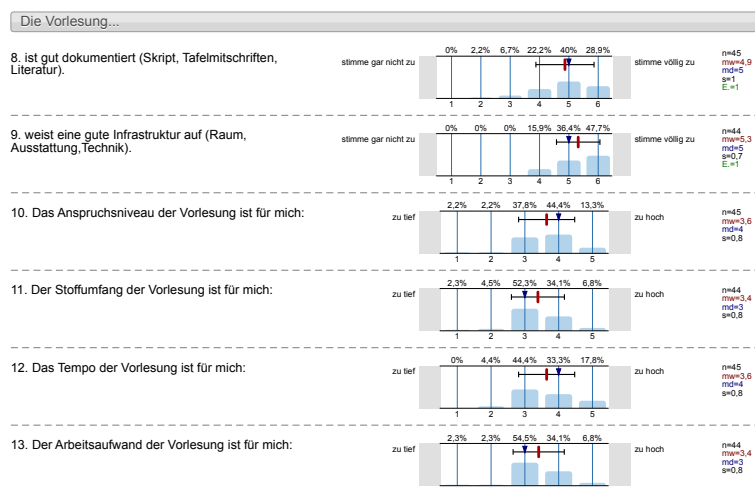 Die Vorlesung...
8. ist gut dokumentiert (Skript, Tafelmitschriften,
Literatur).
stimme gar nicht zu
0% 2,2% 6,7% 22,2% 40% 28,9%
1 2 3 4 5 6
stimme völlig zu
n=45
mw=4,9
md=5
s=1
E.=1
9. weist eine gute Infrastruktur auf (Raum,
Ausstattung,Technik).
stimme gar nicht zu
0% 0% 0% 15,9% 36,4% 47,7%
1 2 3 4 5 6
stimme völlig zu
n=44
mw=5,3
md=5
s=0,7
E.=1
10. Das Anspruchsniveau der Vorlesung ist für mich:
zu tief
2,2% 2,2% 37,8% 44,4% 13,3%
1 2 3 4 5
zu hoch
n=45
mw=3,6
md=4
s=0,8
11. Der Stoffumfang der Vorlesung ist für mich:
zu tief
2,3% 4,5% 52,3% 34,1% 6,8%
1 2 3 4 5
zu hoch
n=44
mw=3,4
md=3
s=0,8
12. Das Tempo der Vorlesung ist für mich:
zu tief
0% 4,4% 44,4% 33,3% 17,8%
1 2 3 4 5
zu hoch
n=45
mw=3,6
md=4
s=0,8
13. Der Arbeitsaufwand der Vorlesung ist für mich:
zu tief
2,3% 2,3% 54,5% 34,1% 6,8%
zu hoch
n=44
mw=3,4
md=3
s=0,8